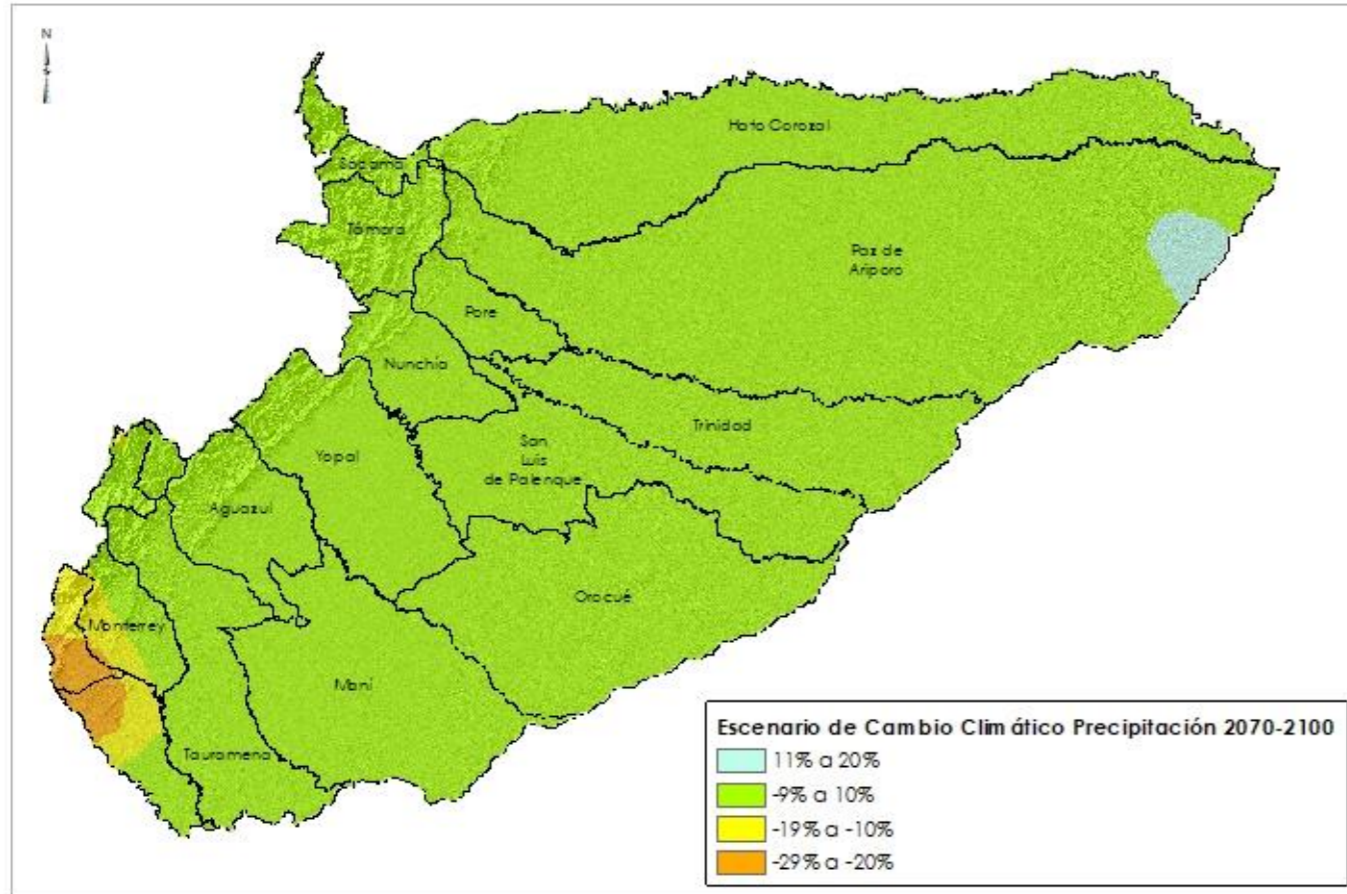 N
Hato Corozal
Sácama
Támara
Paz de
Ariporo
Pore
Nunchía
Trinidad
San
Luis
de Palenque
Yopal
Aguazul
Orocué
Monterrey
Maní
Tauramena
Escenario de Cambio Climático Precipitación 2070-2100
11% a 20%
-9% a 10%
-19% a -10%
-29% a -20%